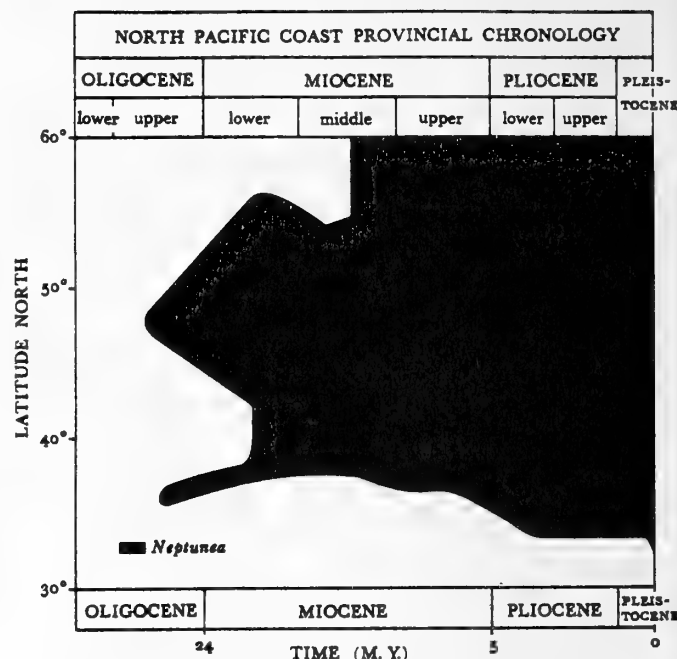 NORTH PACIFIC COAST PROVINCIAL CHRONOLOGY
OLIGOCENE MIOCENE PLIOCENE PLEIS-
TOCENE
lower upper lower middle upper lower upper
60°
50°
40°
30°
LATITUDE NORTH
Neptunea
OLIGOCENE MIOCENE PLIOCENE PLEIS-
TOCENE
24 5 0
TIME (M.Y.)